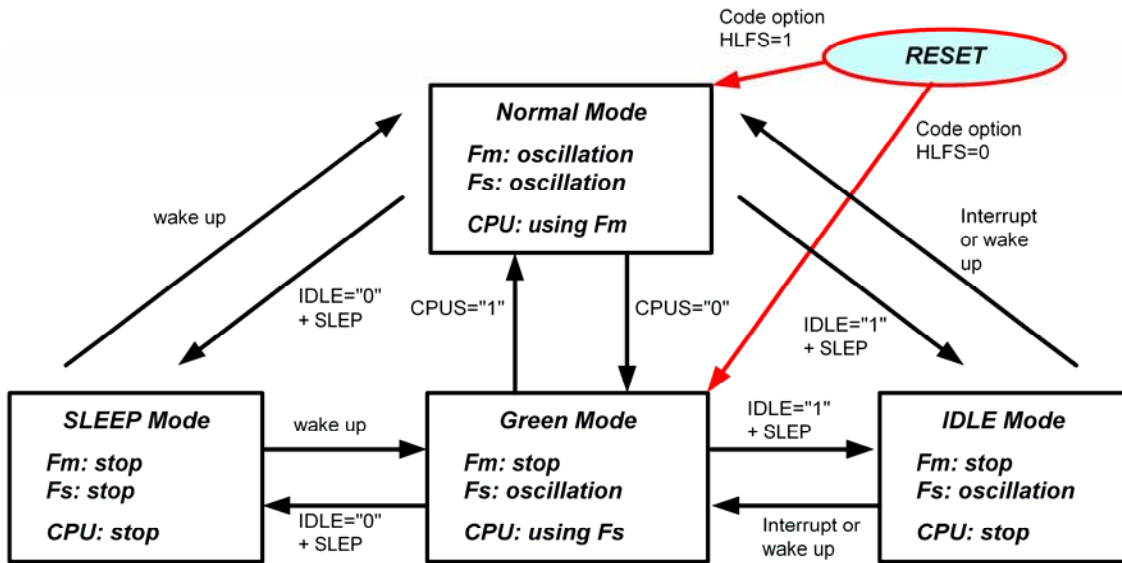 Code option
HLFS=1
RESET
Normal Mode
Fm: oscillation
Fs: oscillation
CPU: using Fm
Code option
HLFS=0
wake up
Interrupt
or wake
up
IDLE="0"
+ SLEP
CPUS="1"
CPUS="0"
IDLE="1"
+ SLEP
SLEEP Mode
Fm: stop
Fs: stop
CPU: stop
wake up
IDLE="0"
+ SLEP
Green Mode
Fm: stop
Fs: oscillation
CPU: using Fs
IDLE="1"
+ SLEP
Interrupt or
wake up
IDLE Mode
Fm: stop
Fs: oscillation
CPU: stop